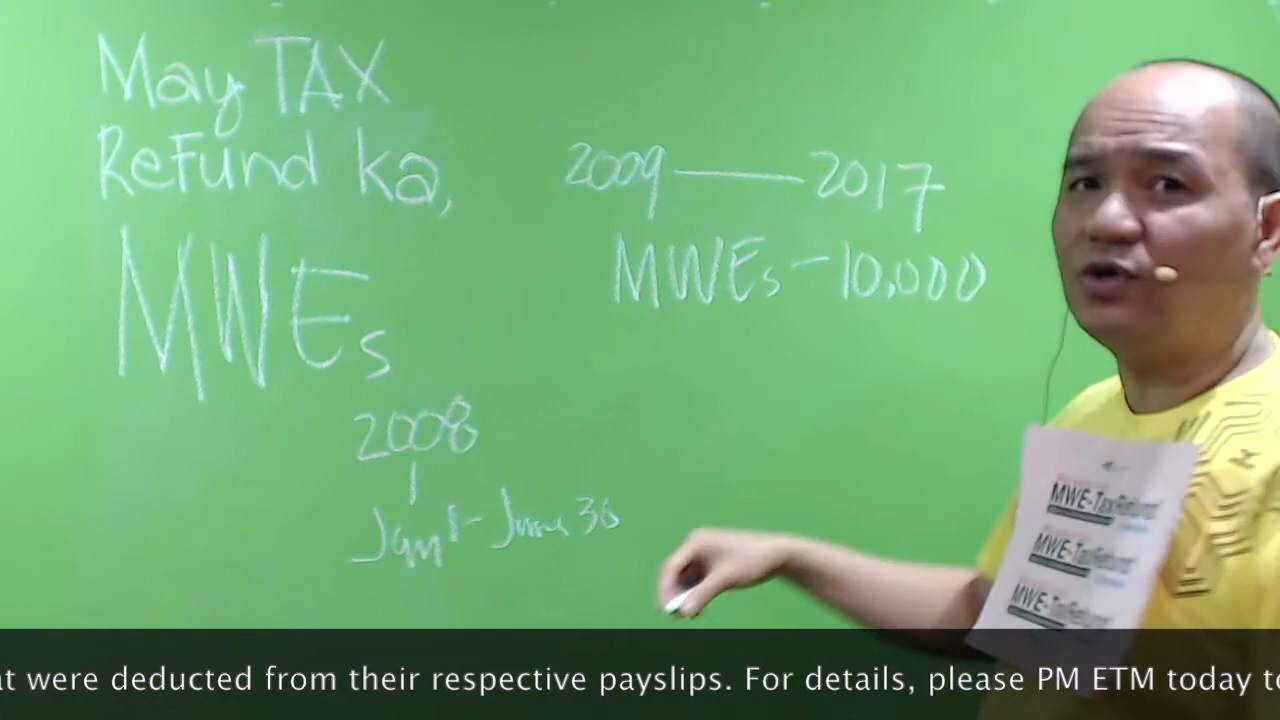 May TAX
Refund ka,
MWEs
2008
Jan 1 - June 30
2009 — 2017
MWEs - 10,000
MWE-TaxRefund
MWE-TaxRefund
MWE-TaxRefund
at were deducted from their respective payslips. For details, please PM ETM today to